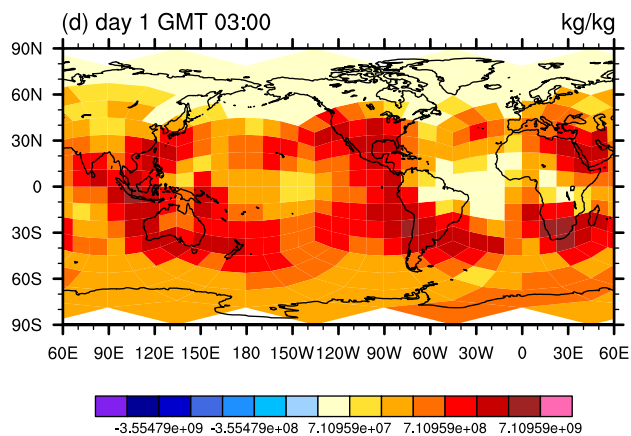 (d) day 1 GMT 03:00 kg/kg
90N
60N
30N
0
30S
60S
90S
60E 90E 120E 150E 180 150W 120W 90W 60W 30W 0 30E 60E
-3.55479e+09 -3.55479e+08 7.10959e+07 7.10959e+08 7.10959e+09